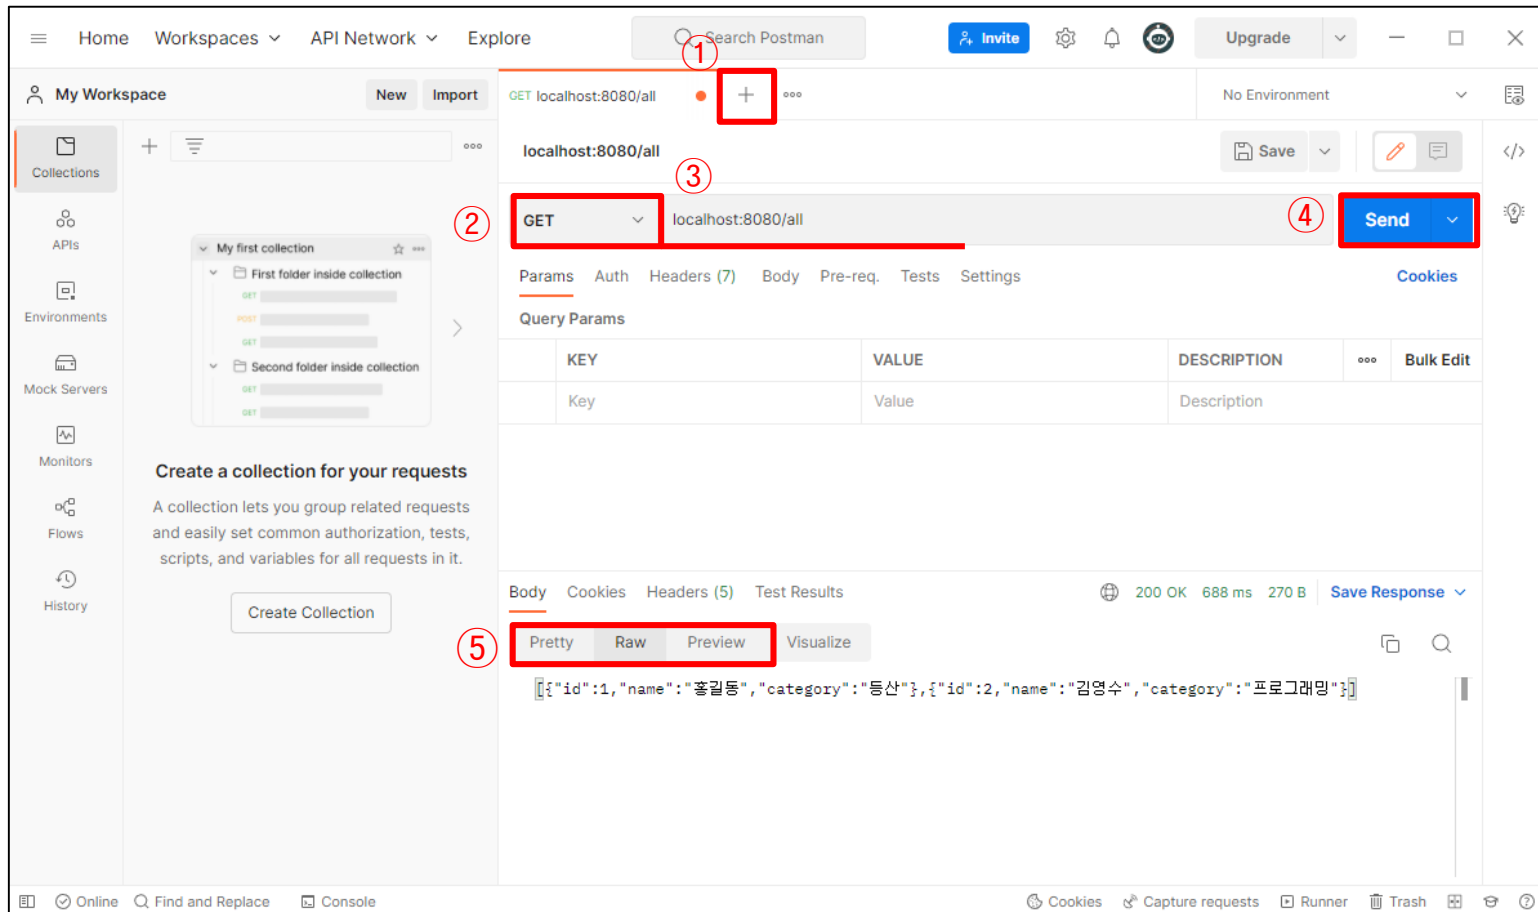 Home Workspaces API Network Explore Search Postman Invite Upgrade
①
My Workspace New Import GET localhost:8080/all No Environment
Collections
localhost:8080/all Save
③
② GET localhost:8080/all ④ Send
APIs
My first collection
First folder inside collection
GET
POST
GET
Second folder inside collection
GET
GET
Params Auth Headers (7) Body Pre-req. Tests Settings Cookies
Environments
Query Params
KEY VALUE DESCRIPTION Bulk Edit
Mock Servers
Key Value Description
Monitors
Create a collection for your requests
A collection lets you group related requests
and easily set common authorization, tests,
scripts, and variables for all requests in it.
Flows
History
Create Collection
Body Cookies Headers (5) Test Results 200 OK 688 ms 270 B Save Response
⑤ Pretty Raw Preview Visualize
[{"id":1,"name":"홍길동","category":"등산"},{"id":2,"name":"김영수","category":"프로그래밍"}]
Online Find and Replace Console Cookies Capture requests Runner Trash